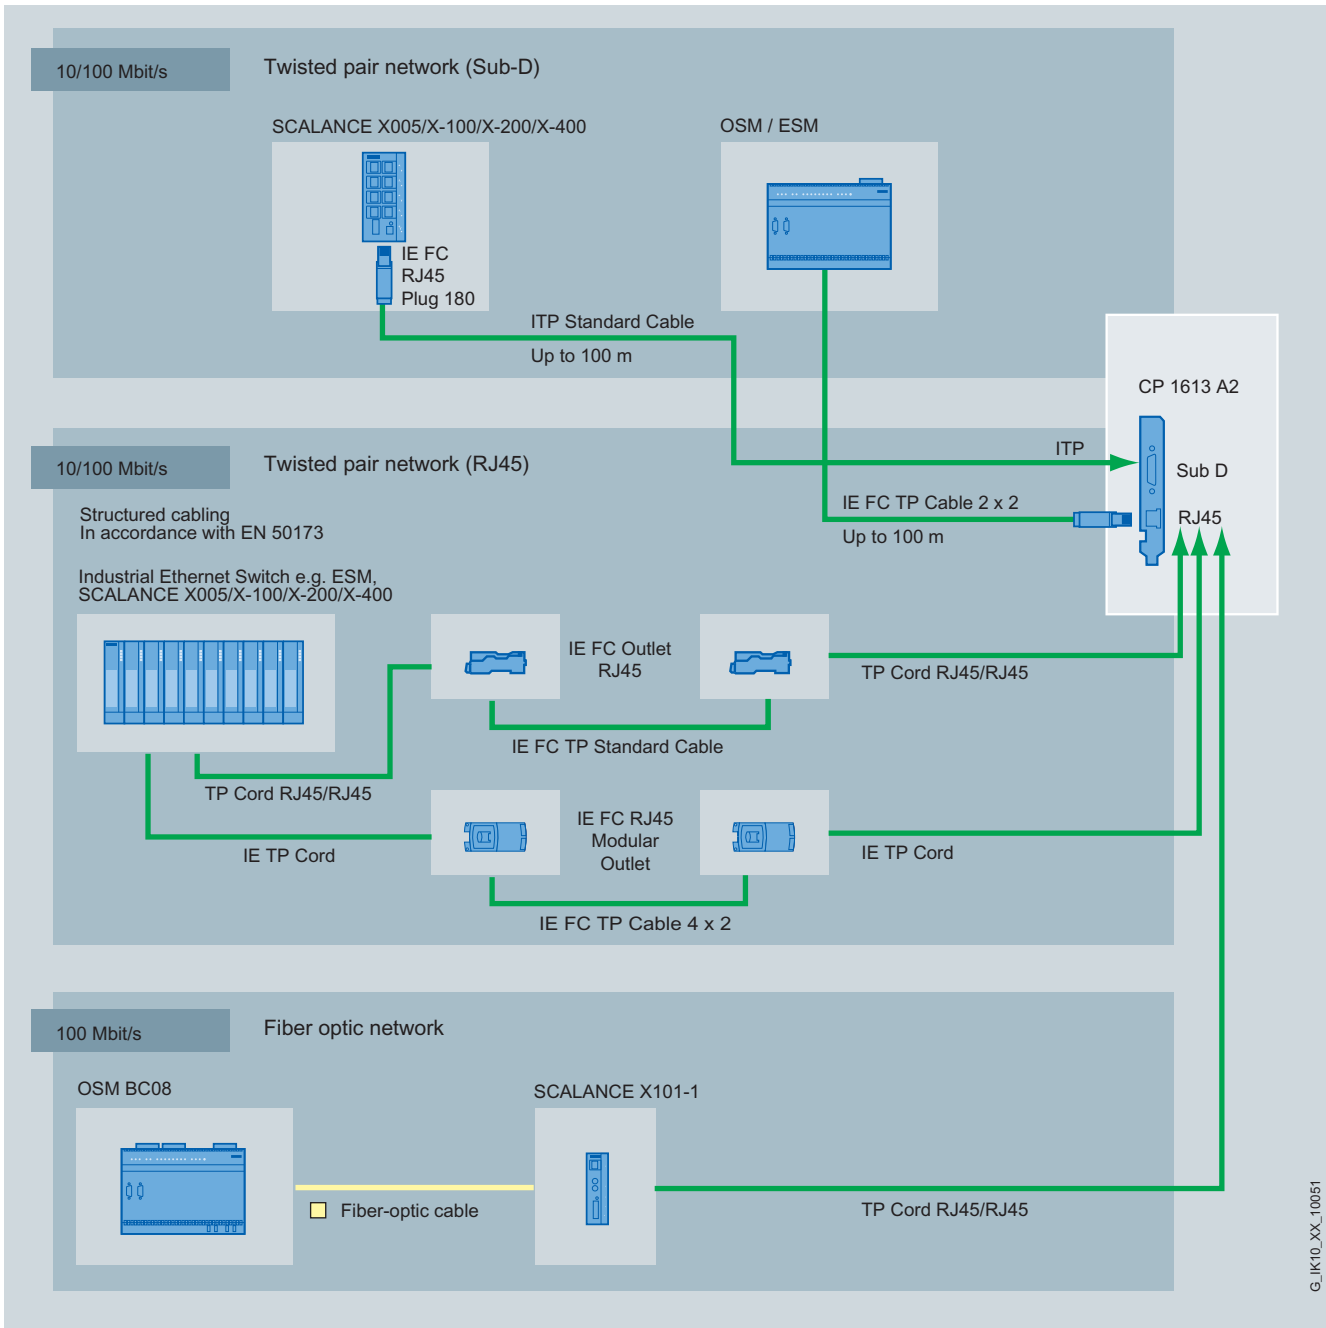 10/100 Mbit/s
Twisted pair network (Sub-D)
SCALANCE X005/X-100/X-200/X-400
OSM / ESM
IE FC
RJ45
Plug 180
ITP Standard Cable
Up to 100 m
CP 1613 A2
10/100 Mbit/s
Twisted pair network (RJ45)
ITP
Sub D
Structured cabling
In accordance with EN 50173
IE FC TP Cable 2 x 2
RJ45
Up to 100 m
Industrial Ethernet Switch e.g. ESM,
SCALANCE X005/X-100/X-200/X-400
IE FC Outlet
RJ45
TP Cord RJ45/RJ45
IE FC TP Standard Cable
TP Cord RJ45/RJ45
IE FC RJ45
Modular
Outlet
IE TP Cord
IE TP Cord
IE FC TP Cable 4 x 2
100 Mbit/s
Fiber optic network
OSM BC08
SCALANCE X101-1
Fiber-optic cable
TP Cord RJ45/RJ45
G_IK10_XX_10051